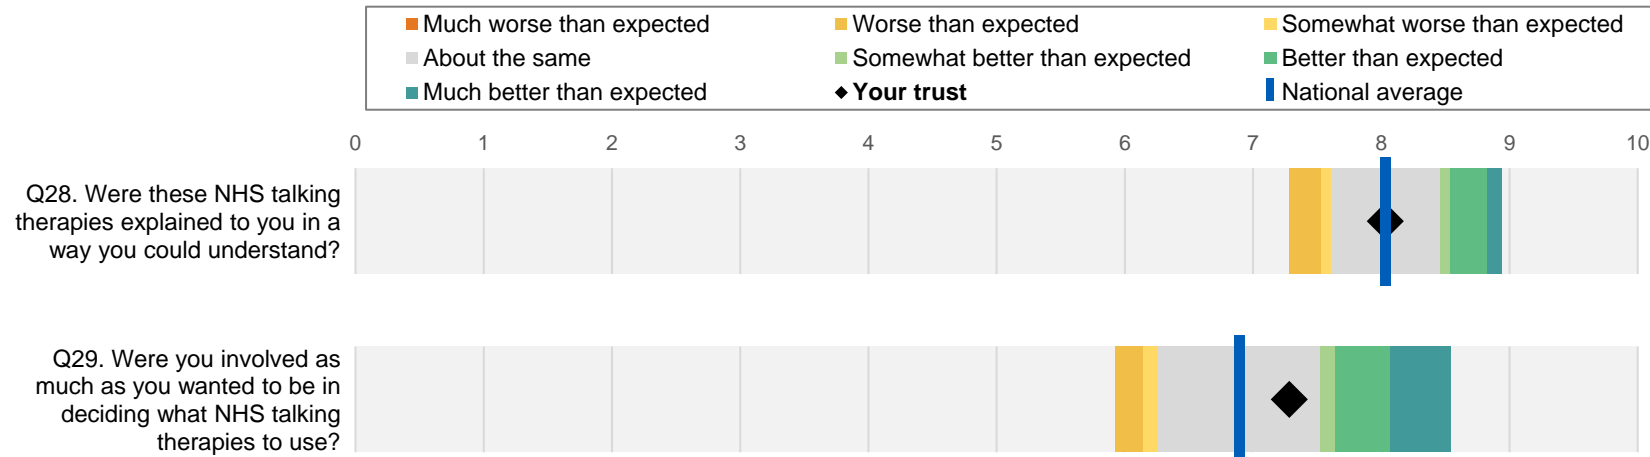 Much worse than expected
Worse than expected
Somewhat worse than expected
About the same
Somewhat better than expected
Better than expected
Much better than expected
Your trust
National average
0 1 2 3 4 5 6 7 8 9 10
Q28. Were these NHS talking
therapies explained to you in a
way you could understand?
Q29. Were you involved as
much as you wanted to be in
deciding what NHS talking
therapies to use?